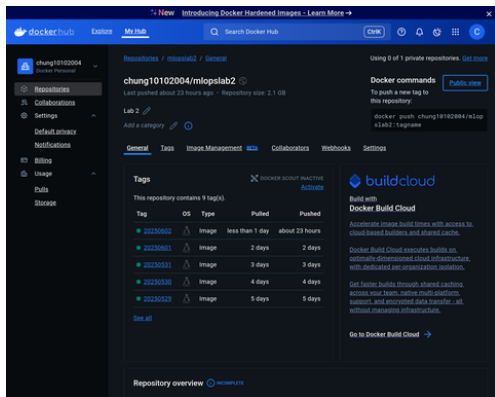 New Introducing Docker Hardened Images - Learn More →
dockerhub Explore My Hub Search Docker Hub CtrlK C
chung10102004
Docker Personal
Repositories
Collaborations
Settings
Default privacy
Notifications
Billing
Usage
Pulls
Storage
Repositories / mlopslab2 / General
Using 0 of 1 private repositories. Get more
chung10102004/mlopslab2
Last pushed about 23 hours ago · Repository size: 2.1 GB
Lab 2
Add a category
Docker commands
Public view
To push a new tag to
this repository:
docker push chung10102004/mlop
slab2:tagname
General Tags Image Management BETA Collaborators Webhooks Settings
Tags
DOCKER SCOUT INACTIVE
Activate
This repository contains 9 tag(s).
Tag OS Type Pulled Pushed
20250602 Image less than 1 day about 23 hours
20250601 Image 2 days 2 days
20250531 Image 3 days 3 days
20250530 Image 4 days 4 days
20250529 Image 5 days 5 days
See all
buildcloud
Build with
Docker Build Cloud
Accelerate image build times with access to
cloud-based builders and shared cache.
Docker Build Cloud executes builds on
optimally-dimensioned cloud infrastructure
with dedicated per-organization isolation.
Get faster builds through shared caching
across your team, native multi-platform
support, and encrypted data transfer - all
without managing infrastructure.
Go to Docker Build Cloud →
Repository overview INCOMPLETE